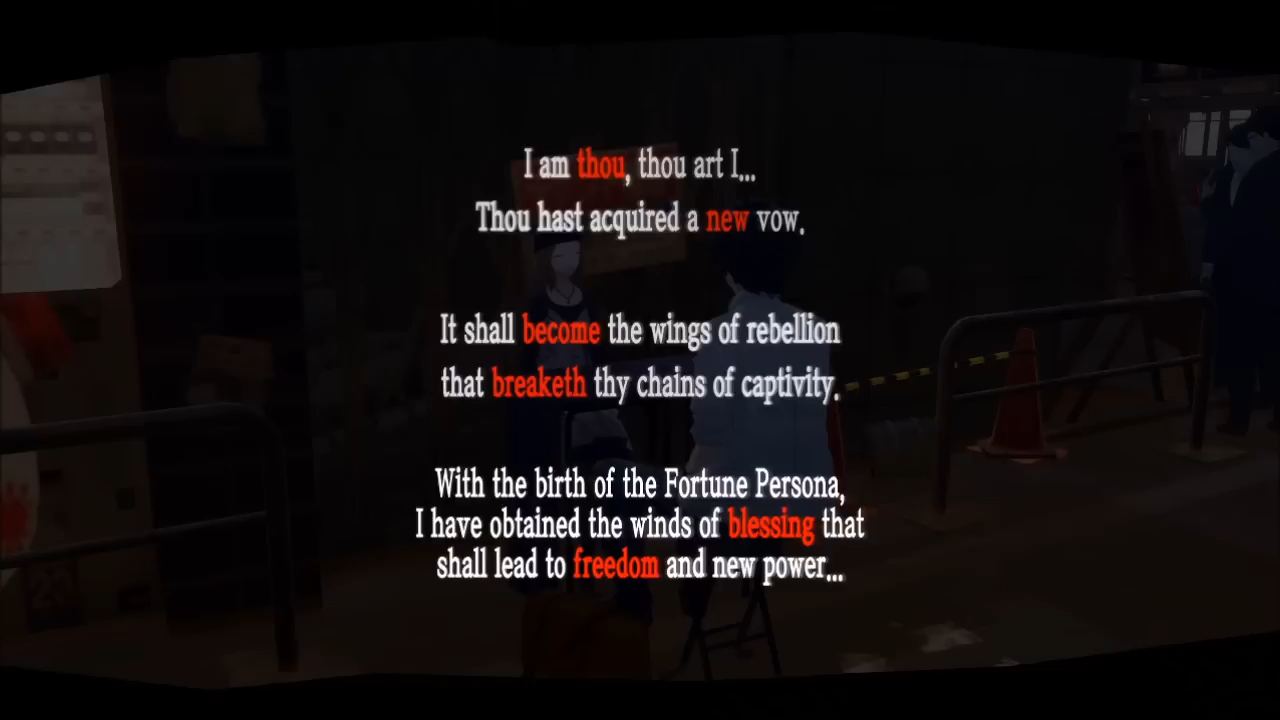 I am thou, thou art I...
Thou hast acquired a new vow.
It shall become the wings of rebellion
that breaketh thy chains of captivity.
With the birth of the Fortune Persona,
I have obtained the winds of blessing that
shall lead to freedom and new power...